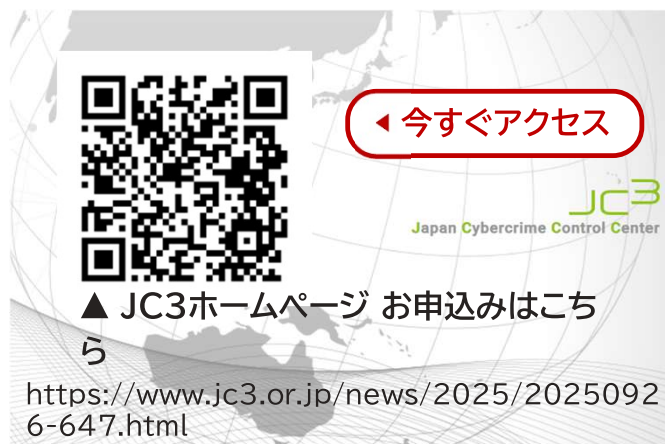 ◀ 今すぐアクセス
JC3
Japan Cybercrime Control Center
▲ JC3ホームページ お申込みはこち
ら
https://www.jc3.or.jp/news/2025/2025092
6-647.html